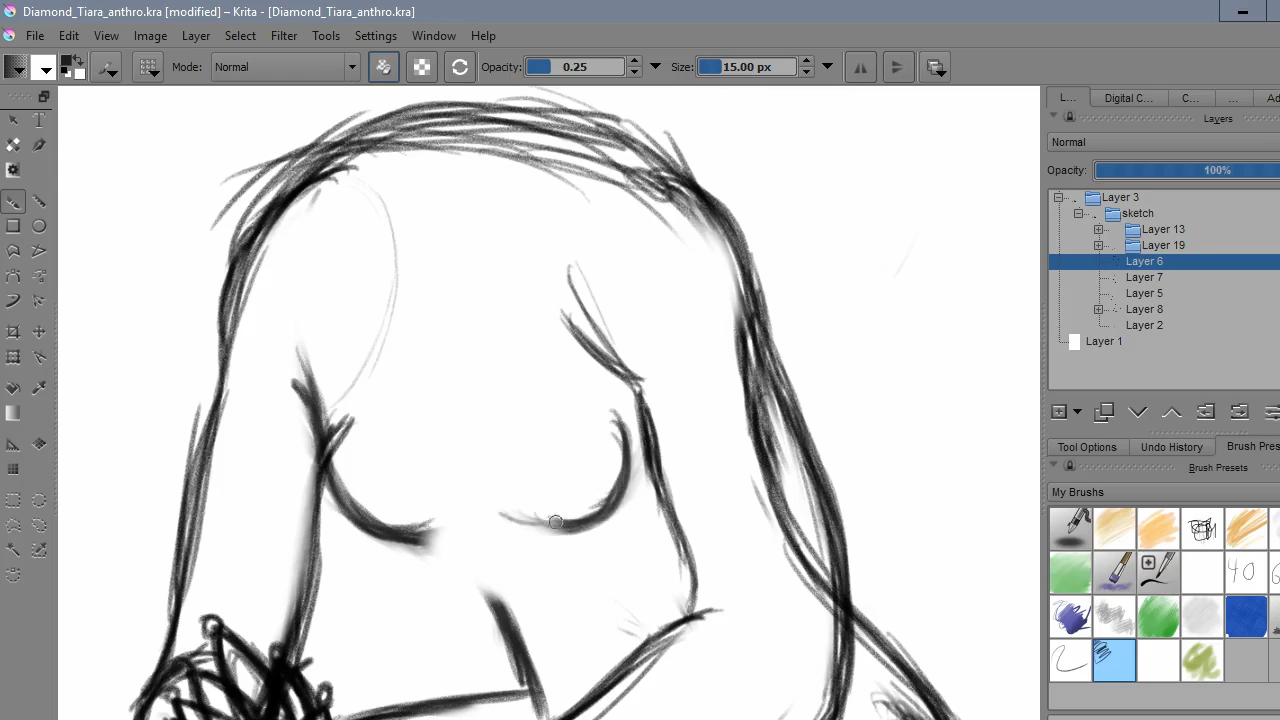 Diamond_Tiara_anthro.kra [modified] – Krita - [Diamond_Tiara_anthro.kra]
File Edit View Image Layer Select Filter Tools Settings Window Help
Mode: Normal Opacity: 0.25 Size: 15.00 px
L... Digital C... C... Ad
Layers
Normal
Opacity: 100%
Layer 3
sketch
Layer 13
Layer 19
Layer 6
Layer 7
Layer 5
Layer 8
Layer 2
Layer 1
Tool Options Undo History Brush Pres
Brush Presets
My Brushes